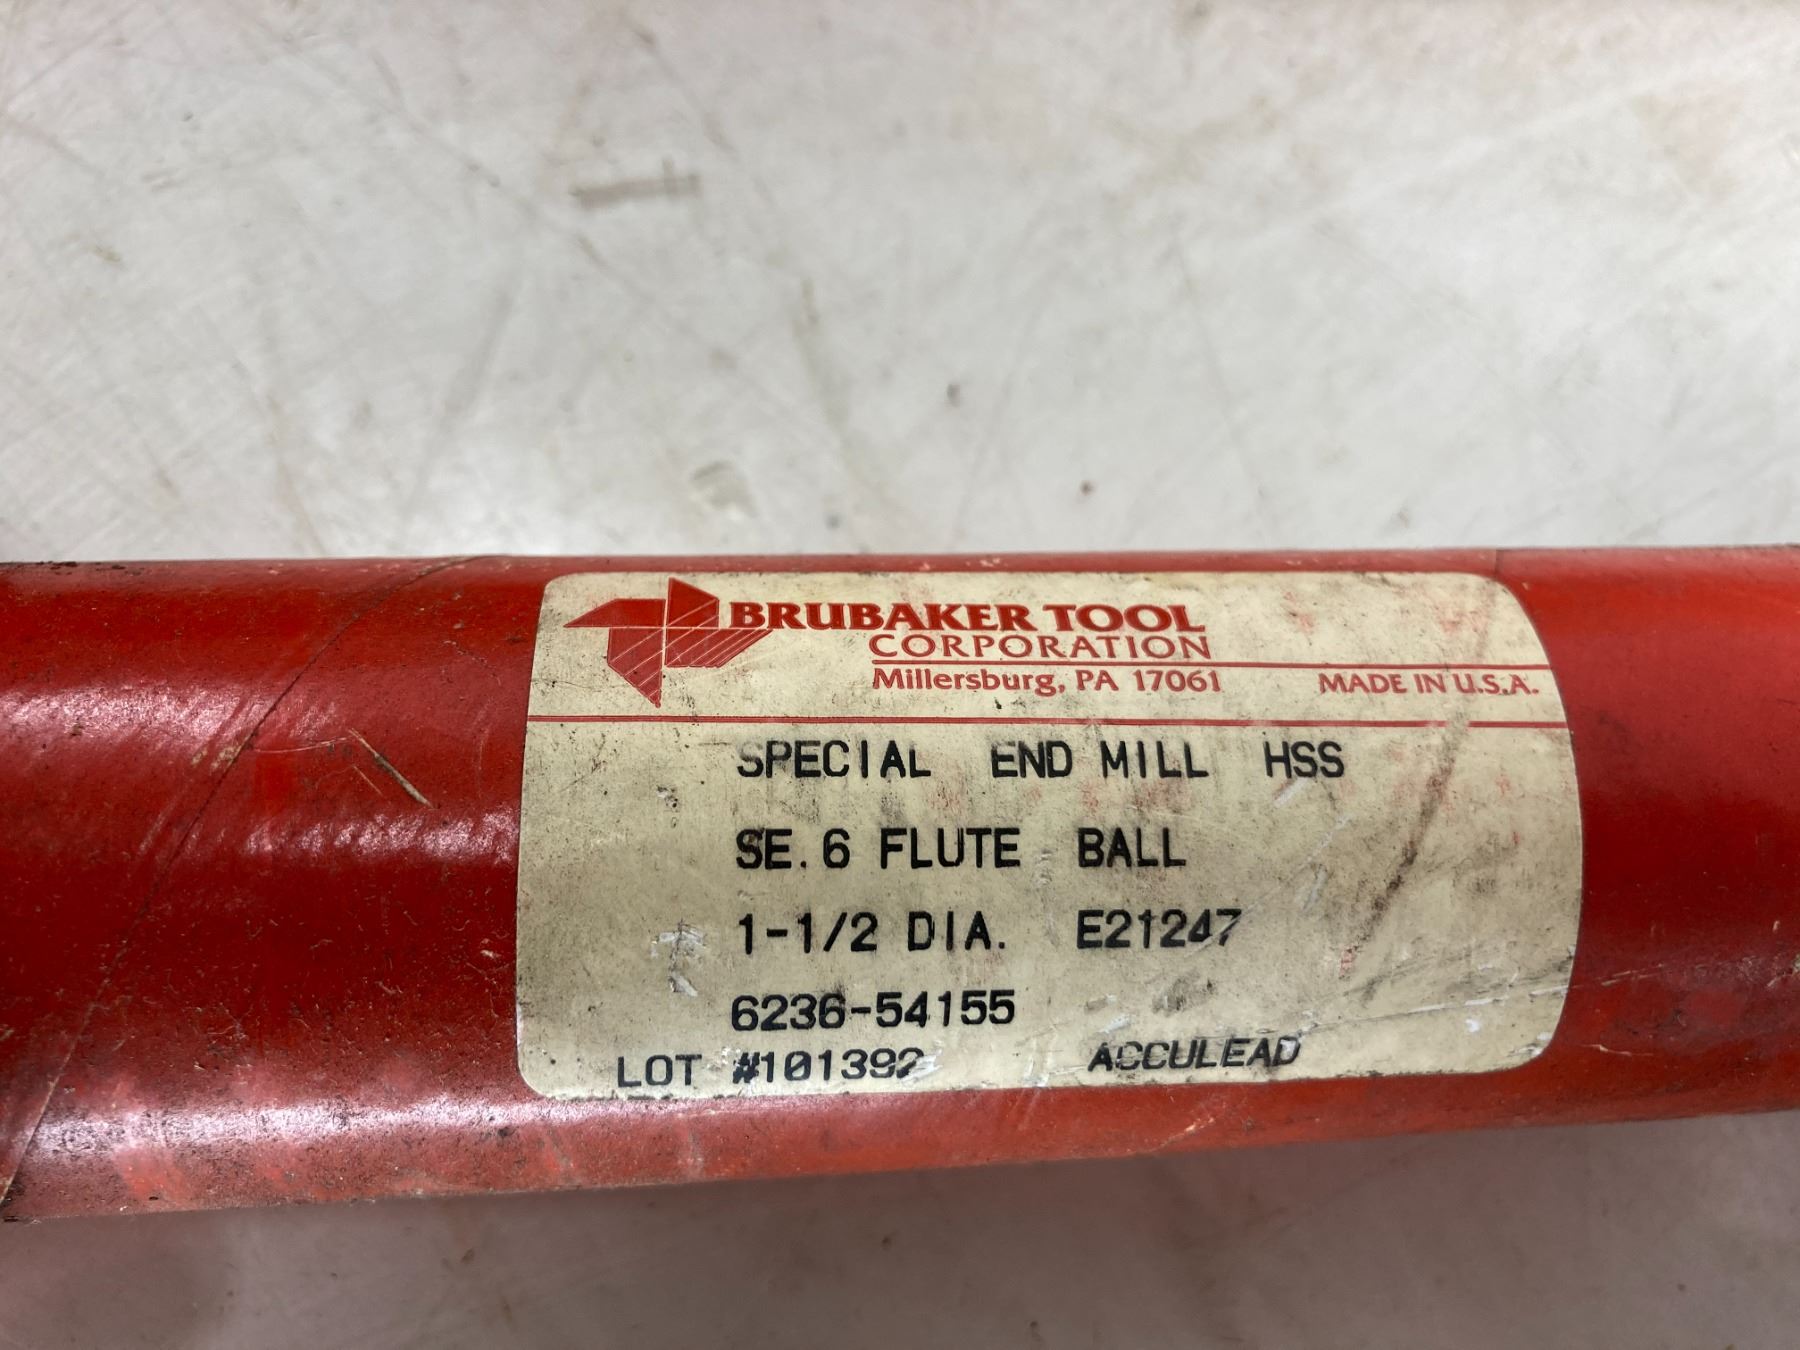 BRUBAKER TOOL
CORPORATION
Millersburg, PA 17061 MADE IN U.S.A.
SPECIAL END MILL HSS
SE. 6 FLUTE BALL
1-1/2 DIA. E21247
6236-54155
LOT #101392 ACCULEAD